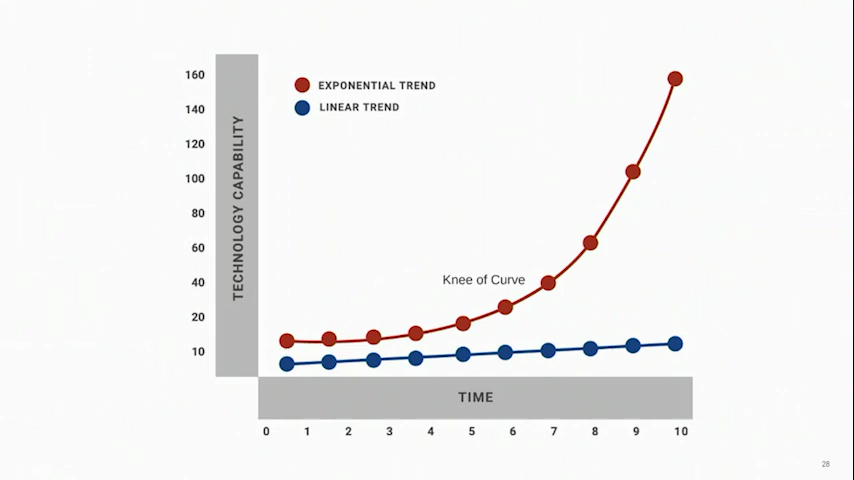 160
140
120
100
80
60
40
20
10
TECHNOLOGY CAPABILITY
EXPONENTIAL TREND
LINEAR TREND
Knee of Curve
TIME
0 1 2 3 4 5 6 7 8 9 10
28